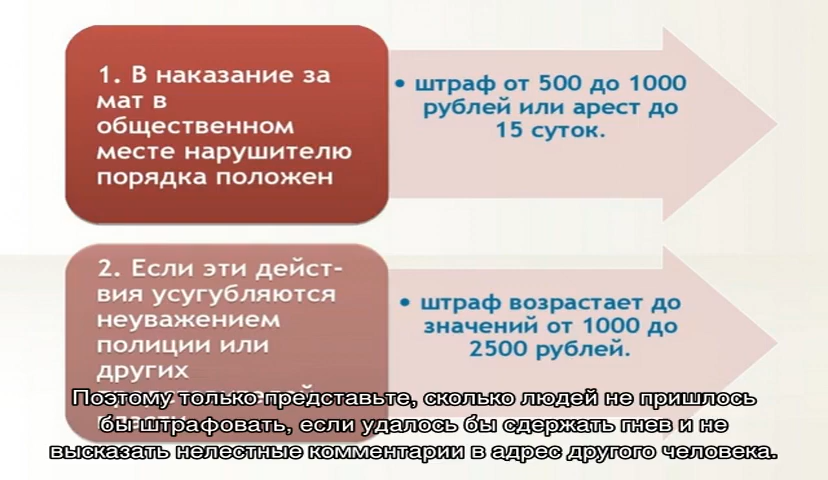 1. В наказание за
мат в
общественном
месте нарушителю
порядка положен
• штраф от 500 до 1000
рублей или арест до
15 суток.
2. Если эти дейст-
вия усугубляются
неуважением
полиции или
других
• штраф возрастает до
значений от 1000 до
2500 рублей.
Поэтому только представьте, сколько людей не пришлось
бы штрафовать, если удалось бы сдержать гнев и не
высказать нелестные комментарии в адрес другого человека.